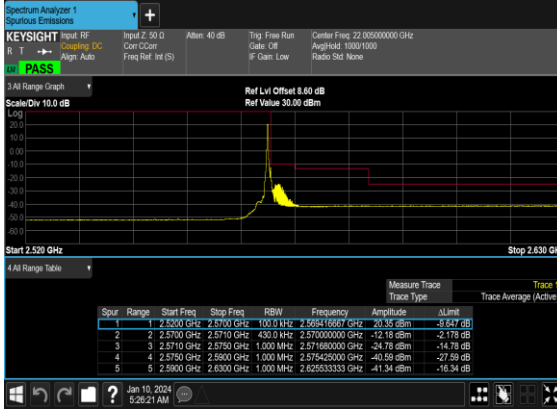 Spectrum Analyzer 1
Spurious Emissions
+
KEYSIGHT Input: RF Input Z: 50 Ω Atten: 40 dB Trig: Free Run Center Freq: 22.005000000 GHz
R T Coupling: DC Corr CCorr Gate: Off Avg|Hold: 1000/1000
Align: Auto Freq Ref: Int (S) IF Gain: Low Radio Std: None
PASS
3 All Range Graph
Ref Lvl Offset 8.60 dB
Scale/Div 10.0 dB Ref Value 30.00 dBm
Log
20.0
10.0
0.00
-10.0
-20.0
-30.0
-40.0
-50.0
-60.0
Start 2.520 GHz Stop 2.630 GH
4 All Range Table
Measure Trace Trace 1
Trace Type Trace Average (Active
Spur Range Start Freq Stop Freq RBW Frequency Amplitude ΔLimit
1 1 2.5200 GHz 2.5700 GHz 100.0 kHz 2.569416667 GHz 20.35 dBm -9.647 dB
2 2 2.5700 GHz 2.5710 GHz 430.0 kHz 2.570000000 GHz -12.18 dBm -2.178 dB
3 3 2.5710 GHz 2.5750 GHz 1.000 MHz 2.571680000 GHz -24.78 dBm -14.78 dB
4 4 2.5750 GHz 2.5900 GHz 1.000 MHz 2.575425000 GHz -40.59 dBm -27.59 dB
5 5 2.5900 GHz 2.6300 GHz 1.000 MHz 2.625533333 GHz -41.34 dBm -16.34 dB
?
Jan 10, 2024
5:26:21 AM